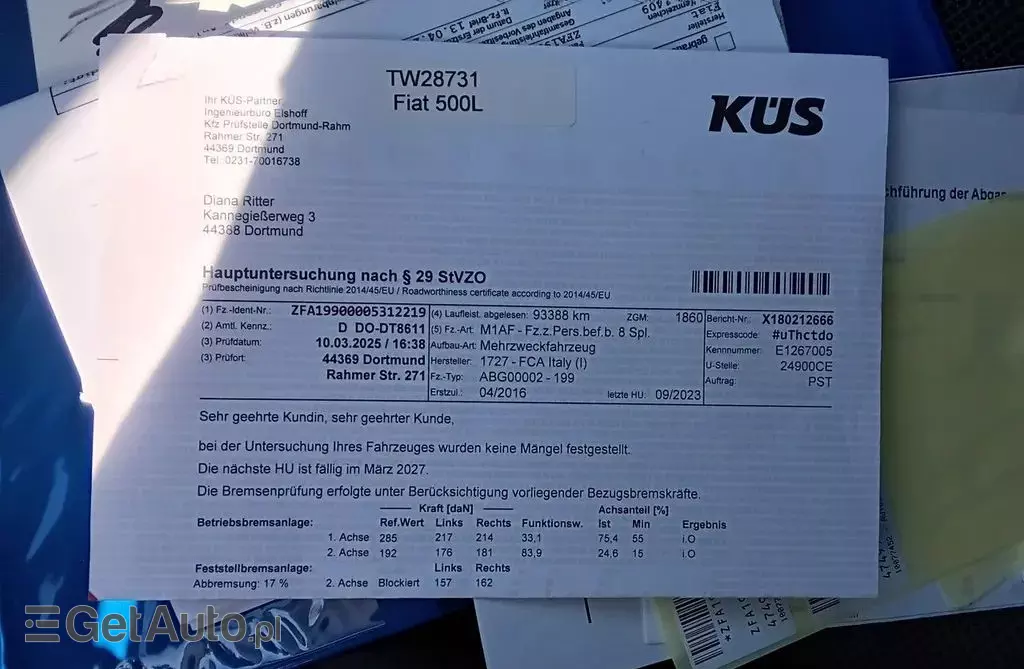 TW28731
Fiat 500L
KÜS
Ihr KÜS-Partner
Ingenieurbüro Elshoff
Kfz Prüfstelle Dortmund-Rahm
Rahmer Str. 271
44369 Dortmund
Tel. 0231-70016738
hführung der Abga
Diana Ritter
Kannegießerweg 3
44388 Dortmund
Hauptuntersuchung nach § 29 StVZO
Prüfbescheinigung nach Richtlinie 2014/45/EU / Roadworthiness certificate according to 2014/45/EU
(1) Fz.-Ident-Nr.: ZFA19900005312219 (4) Laufleist. abgelesen: 93388 km ZGM: 1860 Bericht-Nr.: X180212666
(2) Amtl. Kennz.: D DO-DT8611 (5) Fz.-Art: M1AF - Fz.z.Pers.bef.b. 8 Spl. Expresscode: #uThctdo
(3) Prüfdatum: 10.03.2025 / 16:38 Aufbau-Art: Mehrzweckfahrzeug Kennnummer: E1267005
(3) Prüfort: 44369 Dortmund Hersteller: 1727 - FCA Italy (I) U-Stelle: 24900CE
Rahmer Str. 271 Fz.-Typ: ABG00002 - 199 Auftrag: PST
Erstzul.: 04/2016 letzte HU: 09/2023
Sehr geehrte Kundin, sehr geehrter Kunde,
bei der Untersuchung Ihres Fahrzeuges wurden keine Mängel festgestellt.
Die nächste HU ist fällig im März 2027.
Die Bremsenprüfung erfolgte unter Berücksichtigung vorliegender Bezugsbremskräfte.
Kraft [daN] Achsanteil [%]
Betriebsbremsanlage: Ref.Wert Links Rechts Funktionsw. Ist Min Ergebnis
1. Achse 285 217 214 33,1 75,4 55 i.O
2. Achse 192 176 181 83,9 24,6 15 i.O
Feststellbremsanlage: Links Rechts
Abbremsung: 17 % 2. Achse Blockiert 157 162
GetAuto.pl